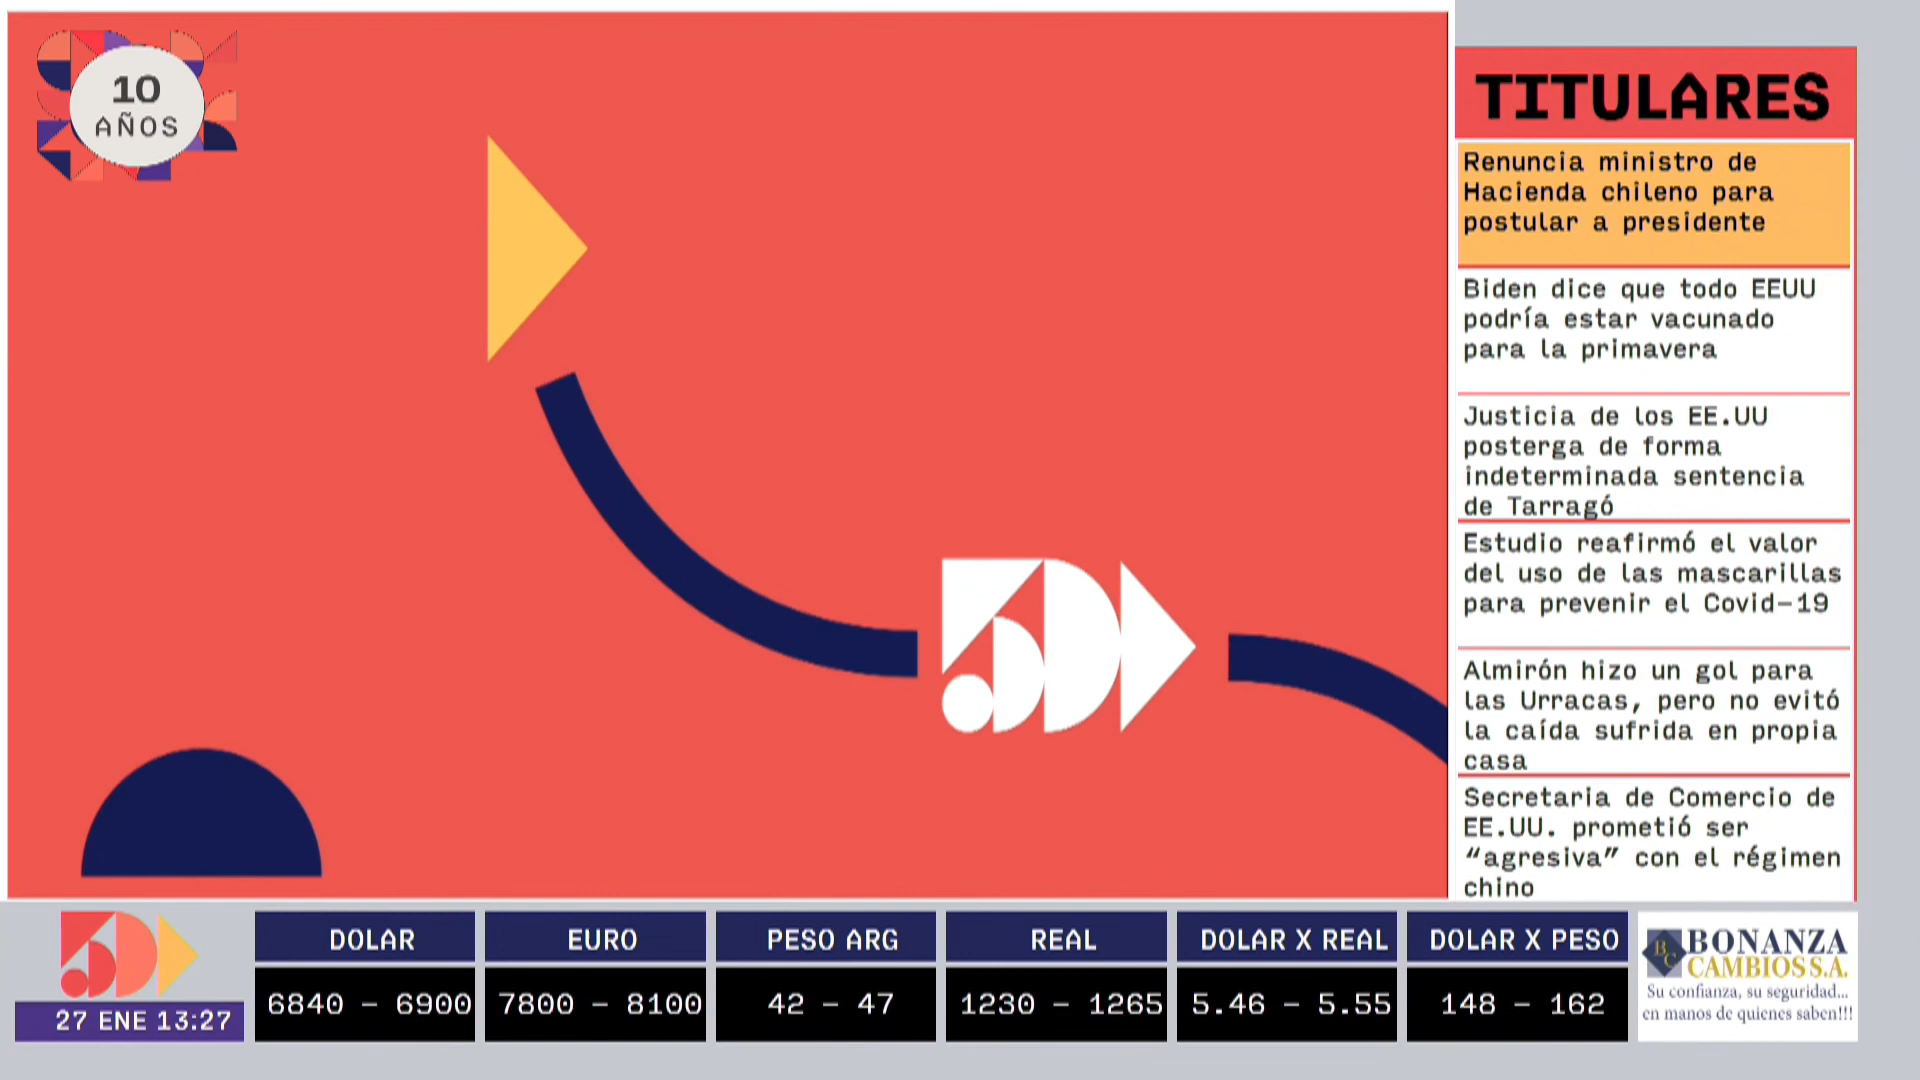 10
AÑOS
TITULARES
Renuncia ministro de
Hacienda chileno para
postular a presidente
Biden dice que todo EEUU
podría estar vacunado
para la primavera
Justicia de los EE.UU
posterga de forma
indeterminada sentencia
de Tarragó
Estudio reafirmó el valor
del uso de las mascarillas
para prevenir el Covid-19
Almirón hizo un gol para
las Urracas, pero no evitó
la caída sufrida en propia
casa
Secretaria de Comercio de
EE.UU. prometió ser
“agresiva” con el régimen
chino
5D
5D
27 ENE 13:27
DOLAR
6840 - 6900
EURO
7800 - 8100
PESO ARG
42 - 47
REAL
1230 - 1265
DOLAR X REAL
5.46 - 5.55
DOLAR X PESO
148 - 162
BC
BONANZA
CAMBIOS S.A.
Su confianza, su seguridad...
en manos de quienes saben!!!